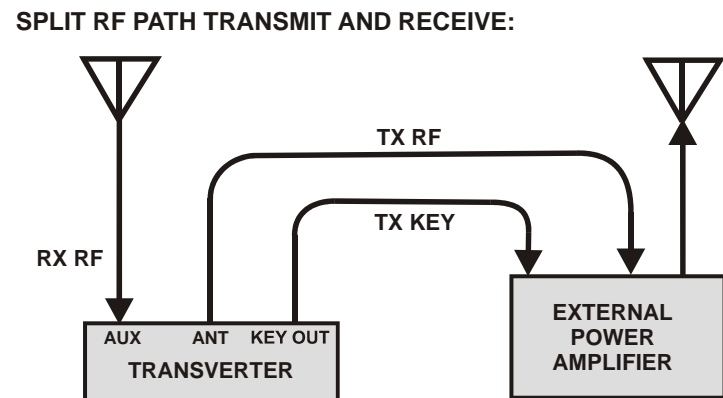 SPLIT RF PATH TRANSMIT AND RECEIVE:
TX RF
TX KEY
RX RF
AUX ANT KEY OUT
TRANSVERTER
EXTERNAL
POWER
AMPLIFIER